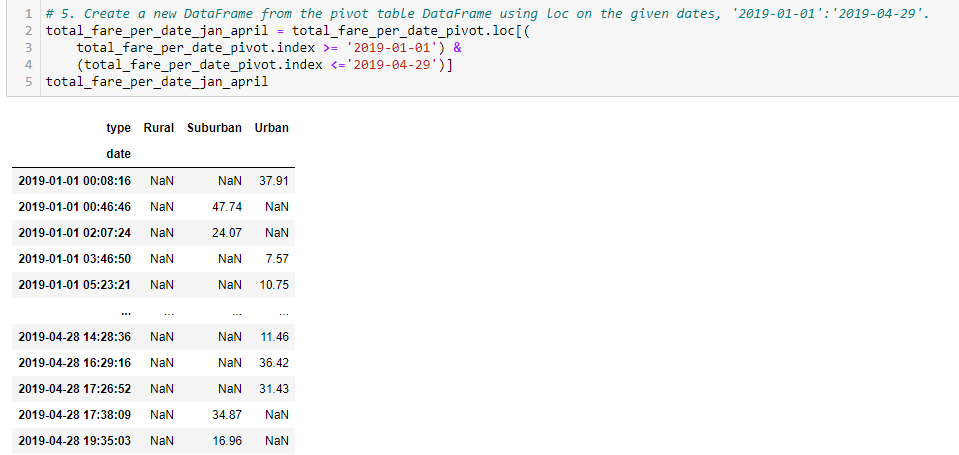 1 # 5. Create a new DataFrame from the pivot table DataFrame using loc on the given dates, '2019-01-01':'2019-04-29'.
2 total_fare_per_date_jan_april = total_fare_per_date_pivot.loc[(
3     total_fare_per_date_pivot.index >= '2019-01-01') &
4     (total_fare_per_date_pivot.index <='2019-04-29')]
5 total_fare_per_date_jan_april
type Rural Suburban Urban
date
2019-01-01 00:08:16 NaN NaN 37.91
2019-01-01 00:46:46 NaN 47.74 NaN
2019-01-01 02:07:24 NaN 24.07 NaN
2019-01-01 03:46:50 NaN NaN 7.57
2019-01-01 05:23:21 NaN NaN 10.75
... ... ... ...
2019-04-28 14:28:36 NaN NaN 11.46
2019-04-28 16:29:16 NaN NaN 36.42
2019-04-28 17:26:52 NaN NaN 31.43
2019-04-28 17:38:09 NaN 34.87 NaN
2019-04-28 19:35:03 NaN 16.96 NaN